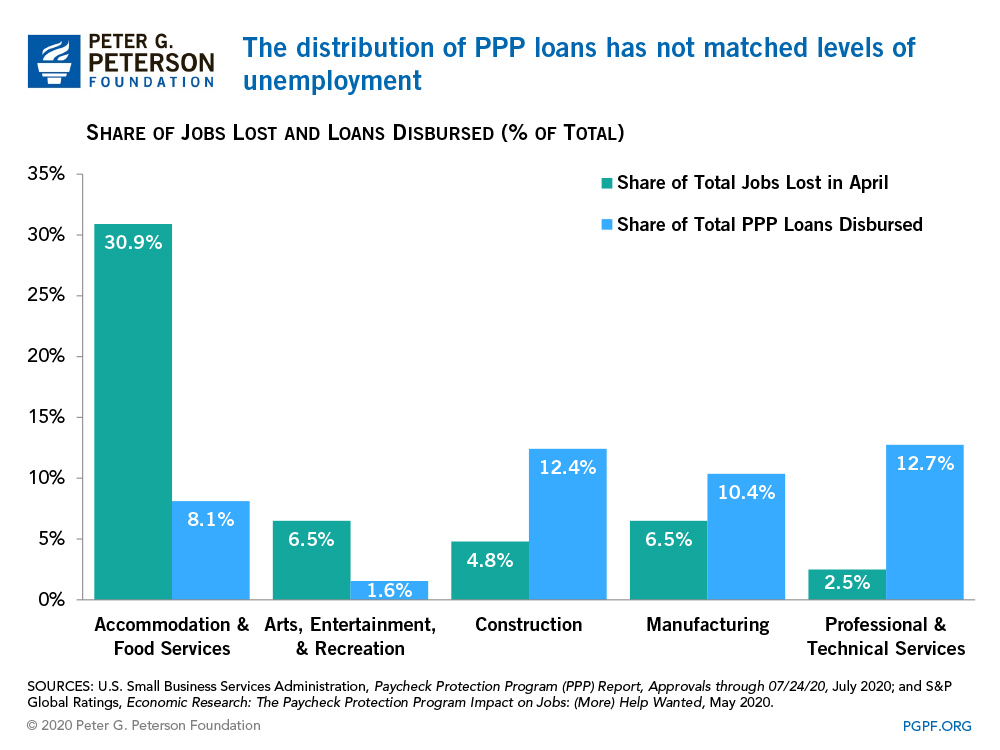 PETER G.
PETERSON
FOUNDATION
The distribution of PPP loans has not matched levels of
unemployment
SHARE OF JOBS LOST AND LOANS DISBURSED (% OF TOTAL)
35%
30%
25%
20%
15%
10%
5%
0%
Share of Total Jobs Lost in April
Share of Total PPP Loans Disbursed
30.9%
8.1%
6.5%
1.6%
4.8%
12.4%
6.5%
10.4%
2.5%
12.7%
Accommodation &
Food Services
Arts, Entertainment,
& Recreation
Construction
Manufacturing
Professional &
Technical Services
SOURCES: U.S. Small Business Services Administration, Paycheck Protection Program (PPP) Report, Approvals through 07/24/20, July 2020; and S&P
Global Ratings, Economic Research: The Paycheck Protection Program Impact on Jobs: (More) Help Wanted, May 2020.
© 2020 Peter G. Peterson Foundation
PGPF.ORG